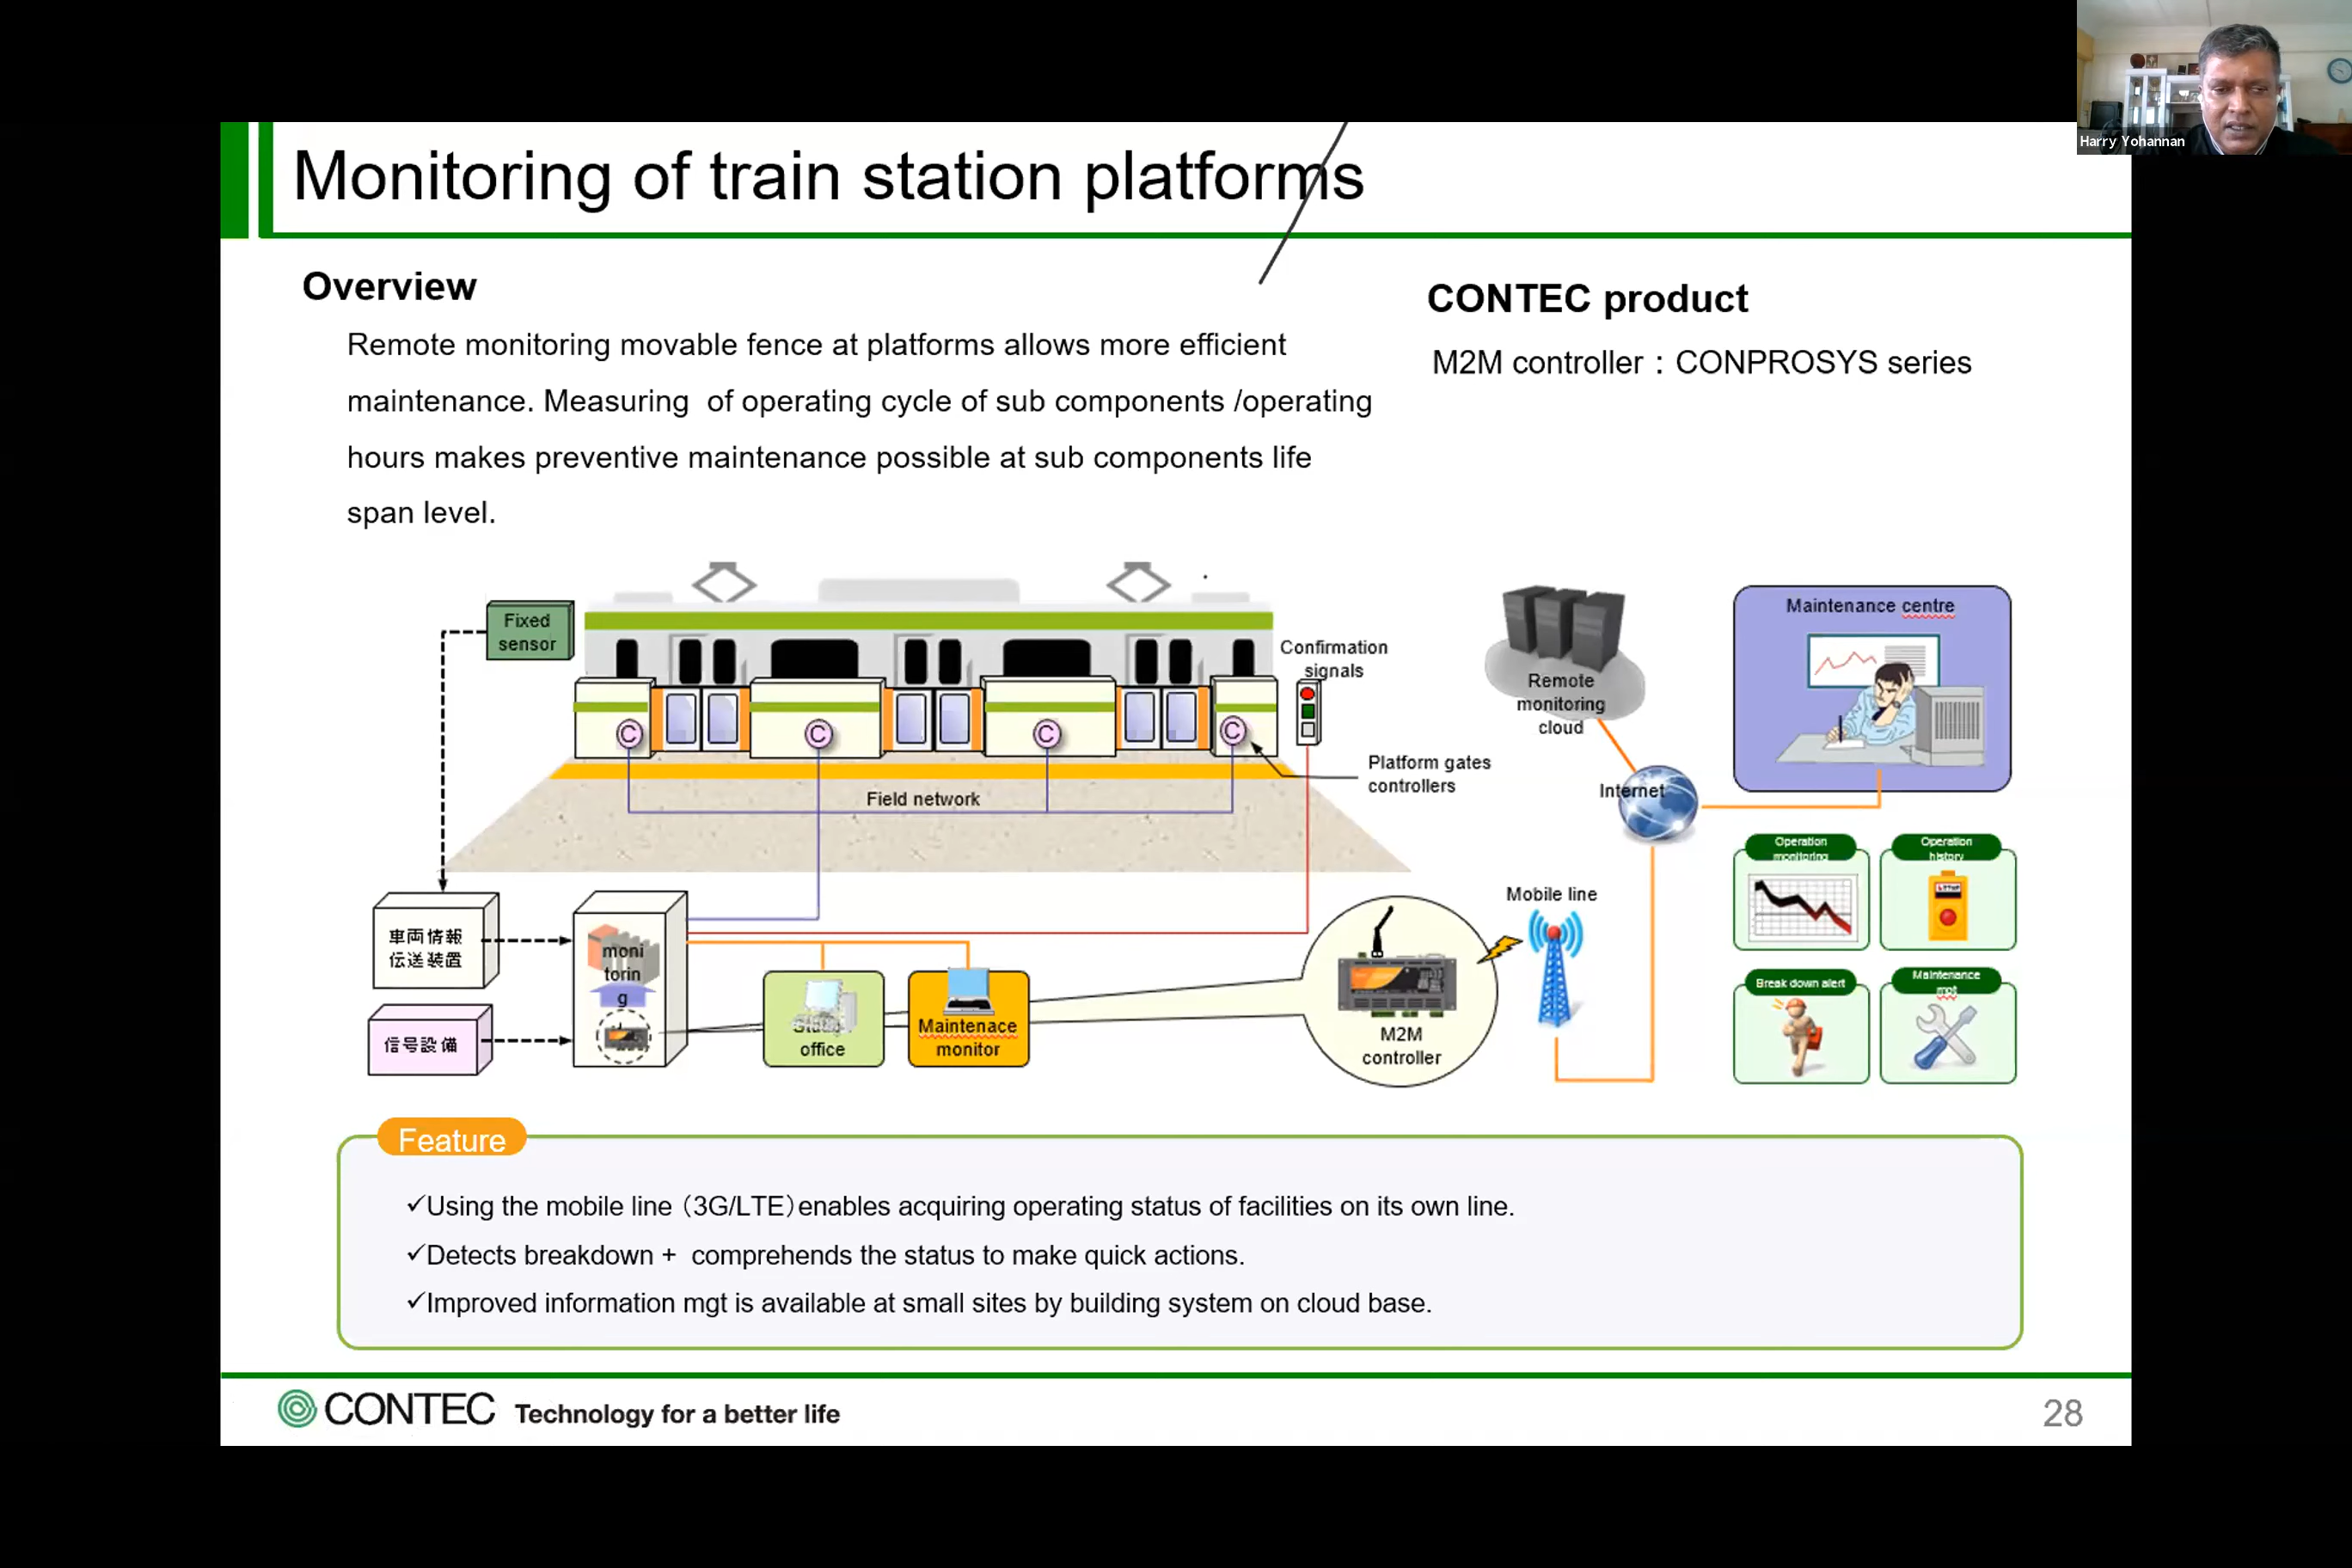 Harry Yohannan
Monitoring of train station platforms
Overview
Remote monitoring movable fence at platforms allows more efficient
maintenance. Measuring of operating cycle of sub components /operating
hours makes preventive maintenance possible at sub components life
span level.
CONTEC product
M2M controller：CONPROSYS series
Fixed
sensor
Confirmation
signals
C
C
C
C
Platform gates
controllers
Field network
Remote
monitoring
cloud
Internet
Maintenance centre
Operation
monitoring
Operation
history
Break down alert
Maintenance
mgt
Mobile line
車両情報
伝送装置
信号設備
moni
torin
g
office
Maintenace
monitor
M2M
controller
Feature
✓Using the mobile line（3G/LTE）enables acquiring operating status of facilities on its own line.
✓Detects breakdown + comprehends the status to make quick actions.
✓Improved information mgt is available at small sites by building system on cloud base.
CONTEC Technology for a better life
28